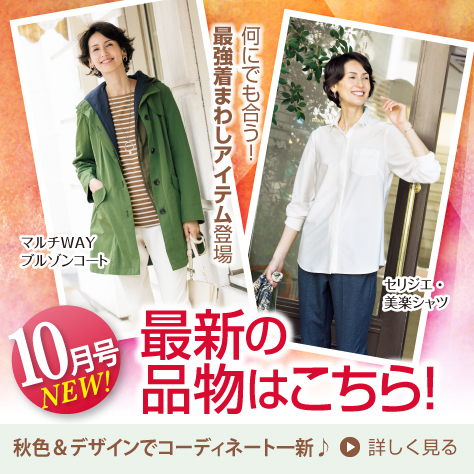 何にでも合う!
最強着まわしアイテム登場
マルチWAY
ブルゾンコート
セリジエ・
美楽シャツ
10月号
NEW!
最新の
品物はこちら!
秋色&デザインでコーディネート一新♪
詳しく見る